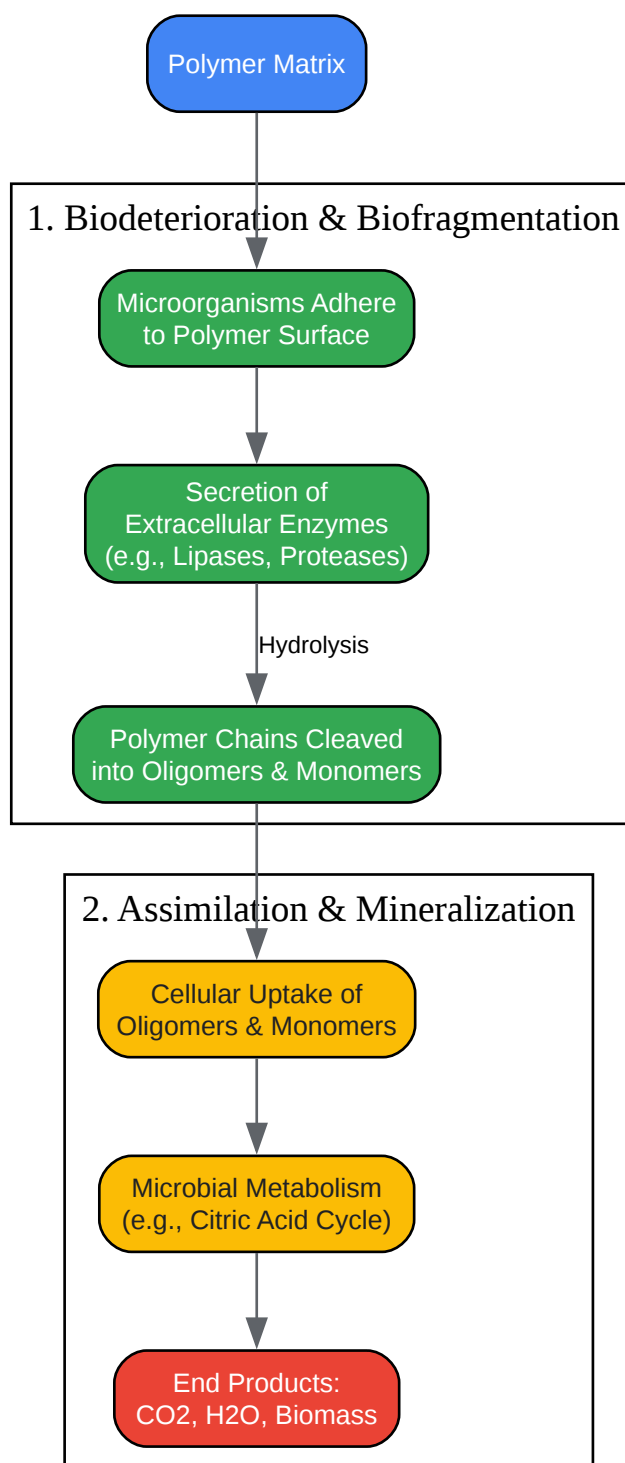 Polymer Matrix
1. Biodeterioration & Biofragmentation
Microorganisms Adhere
to Polymer Surface
Secretion of
Extracellular Enzymes
(e.g., Lipases, Proteases)
Hydrolysis
Polymer Chains Cleaved
into Oligomers & Monomers
2. Assimilation & Mineralization
Cellular Uptake of
Oligomers & Monomers
Microbial Metabolism
(e.g., Citric Acid Cycle)
End Products:
CO2, H2O, Biomass